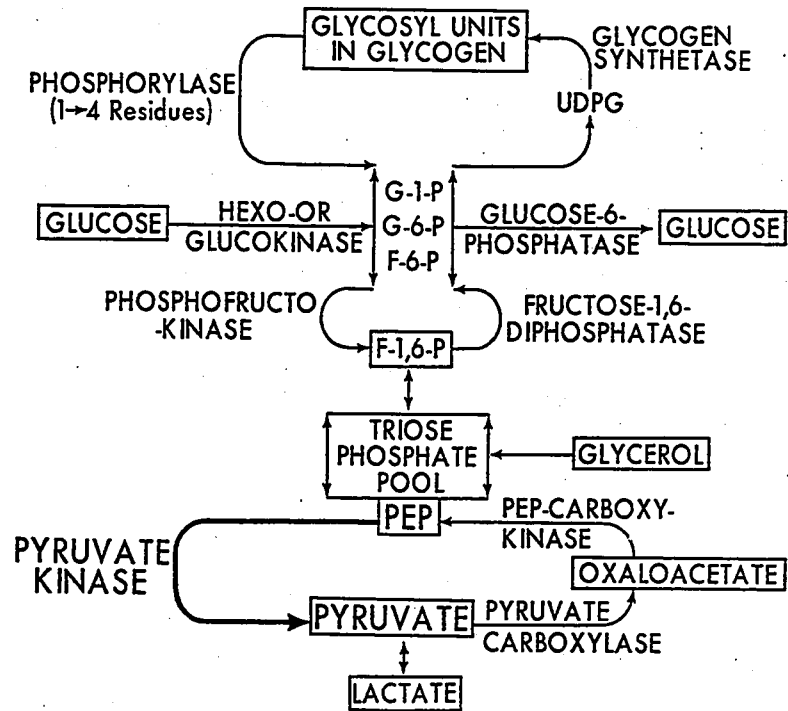 GLYCOSYL UNITS
IN GLYCOGEN
GLYCOGEN
SYNTHETASE
PHOSPHORYLASE
(1→4 Residues)
UDPG
G-1-P
G-6-P
F-6-P
GLUCOSE
HEXO-OR
GLUCOKINASE
GLUCOSE-6-
PHOSPHATASE
GLUCOSE
PHOSPHOFRUCTO
-KINASE
FRUCTOSE-1,6-
DIPHOSPHATASE
F-1,6-P
TRIOSE
PHOSPHATE
POOL
GLYCEROL
PEP
PEP-CARBOXY-
KINASE
PYRUVATE
KINASE
OXALOACETATE
PYRUVATE
PYRUVATE
CARBOXYLASE
LACTATE